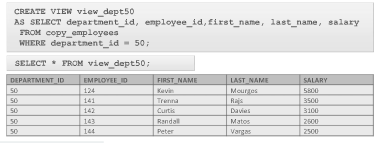 CREATE VIEW view_dept50
AS SELECT department_id, employee_id,first_name, last_name, salary
FROM copy_employees
WHERE department_id = 50;
SELECT * FROM view_dept50;
DEPARTMENT_ID EMPLOYEE_ID FIRST_NAME LAST_NAME SALARY
50 124 Kevin Mourgos 5800
50 141 Trenna Rajs 3500
50 142 Curtis Davies 3100
50 143 Randall Matos 2600
50 144 Peter Vargas 2500